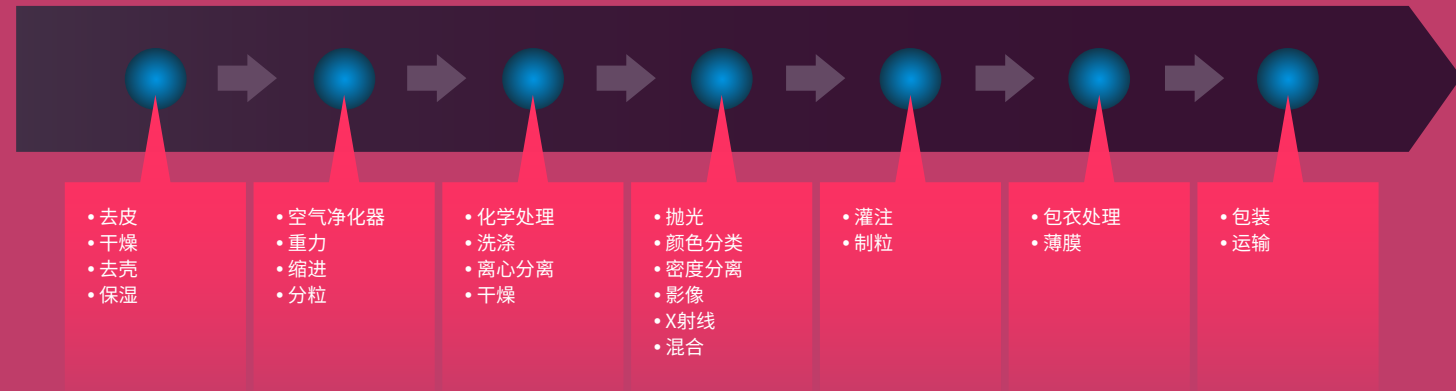 • 去皮
• 干燥
• 去壳
• 保湿
• 空气净化器
• 重力
• 缩进
• 分粒
• 化学处理
• 洗涤
• 离心分离
• 干燥
• 抛光
• 颜色分类
• 密度分离
• 影像
• X射线
• 混合
• 灌注
• 制粒
• 包衣处理
• 薄膜
• 包装
• 运输